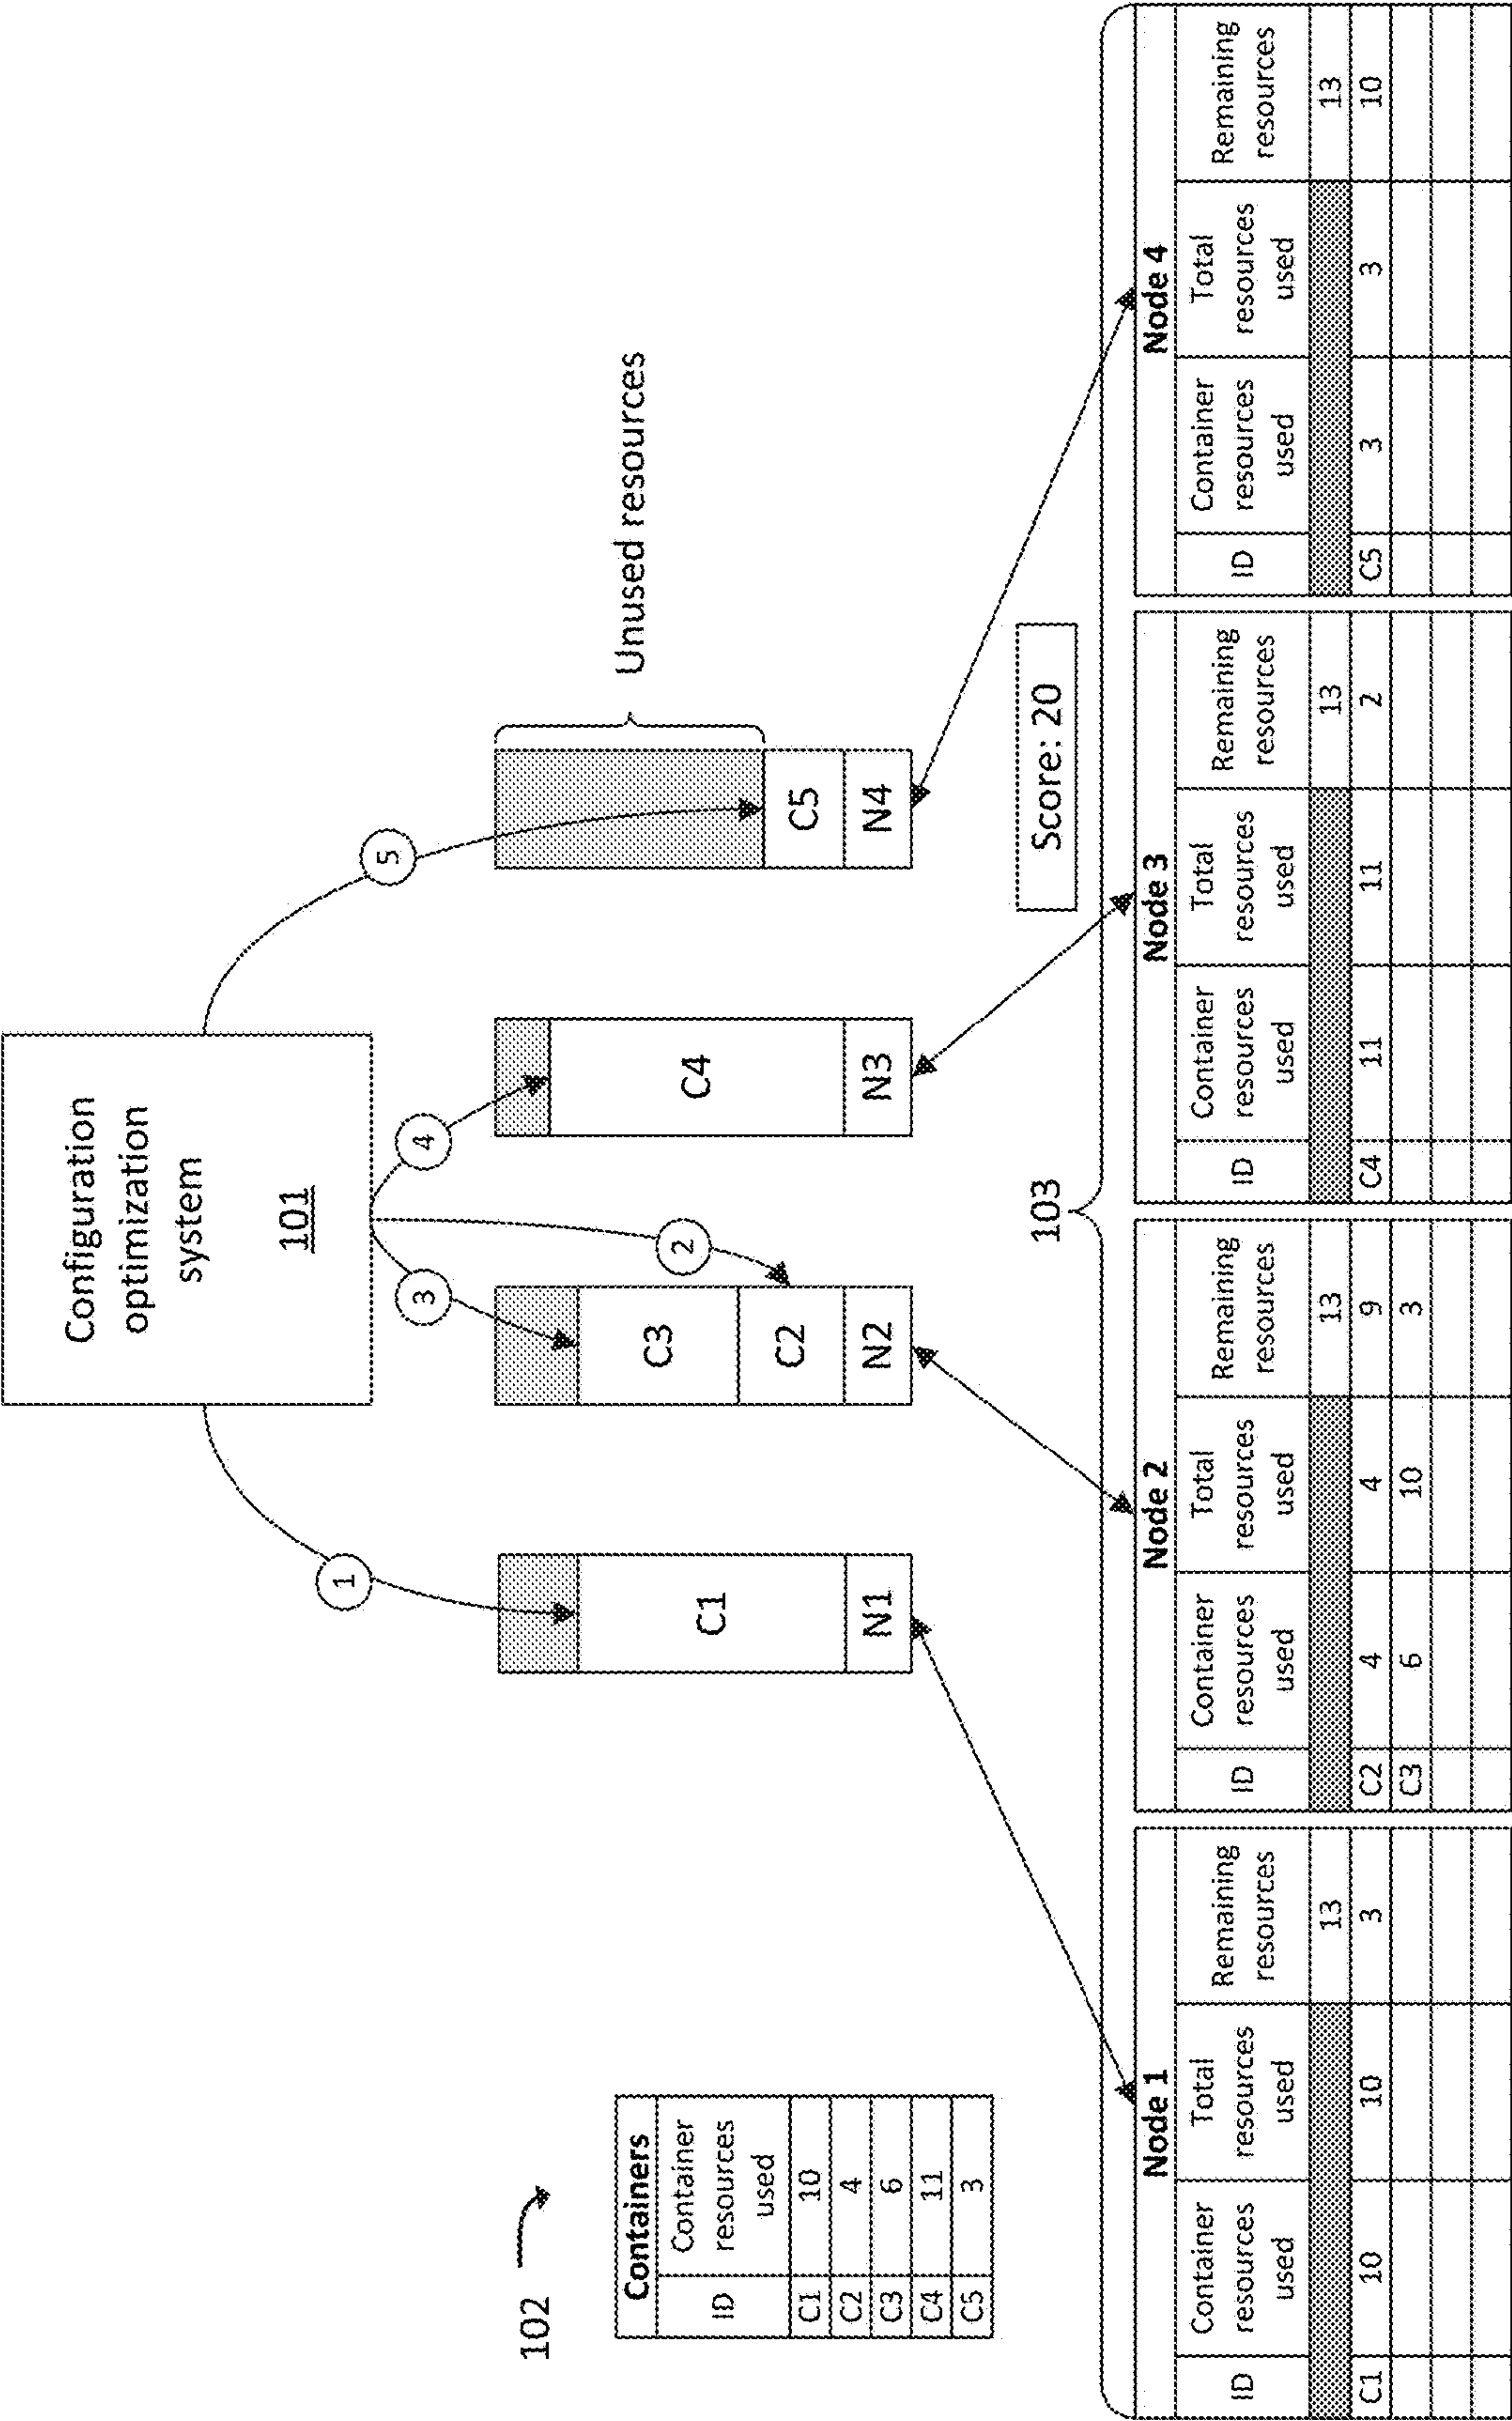 Configuration
optimization
system
101
1
3
2
4
5
Unused resources
C1
N1
C3
C2
N2
C4
N3
C5
N4
102
Containers
ID
Container
resources
used
C1 10
C2 4
C3 6
C4 11
C5 3
103
Score: 20
Node 1
ID
Container
resources
used
Total
resources
used
Remaining
resources
13
C1 10 10 3
Node 2
ID
Container
resources
used
Total
resources
used
Remaining
resources
13
C2 4 4 9
C3 6 10 3
Node 3
ID
Container
resources
used
Total
resources
used
Remaining
resources
13
C4 11 11 2
Node 4
ID
Container
resources
used
Total
resources
used
Remaining
resources
13
C5 3 3 10